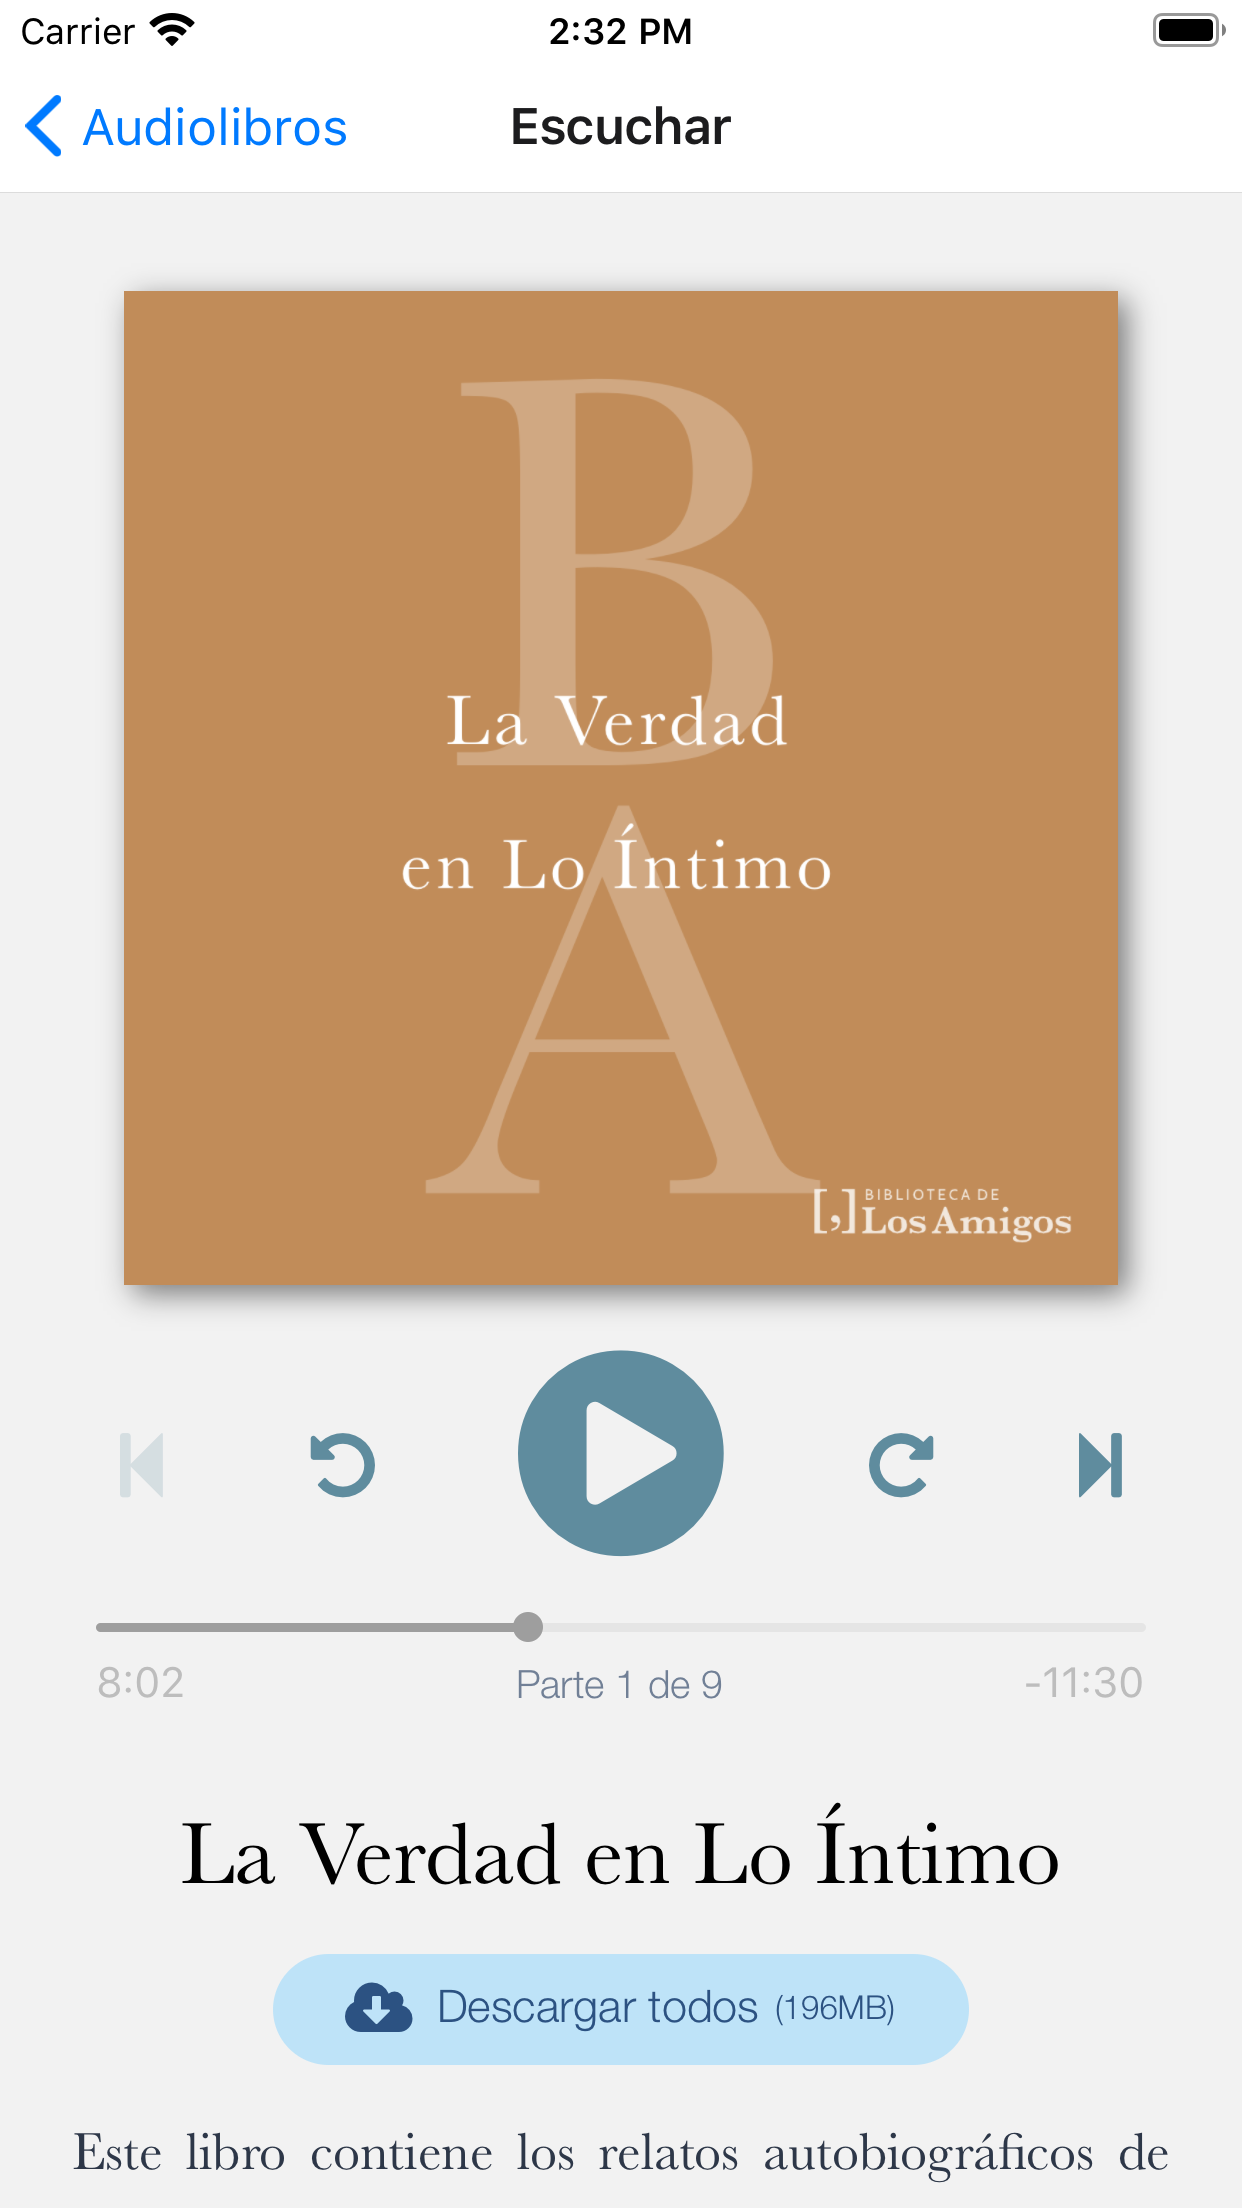 Carrier
2:32 PM
Audiolibros
Escuchar
B
La Verdad
en Lo Íntimo
A
[,] BIBLIOTECA DE
Los Amigos
8:02
Parte 1 de 9
-11:30
La Verdad en Lo Íntimo
Descargar todos (196MB)
Este libro contiene los relatos autobiográficos de